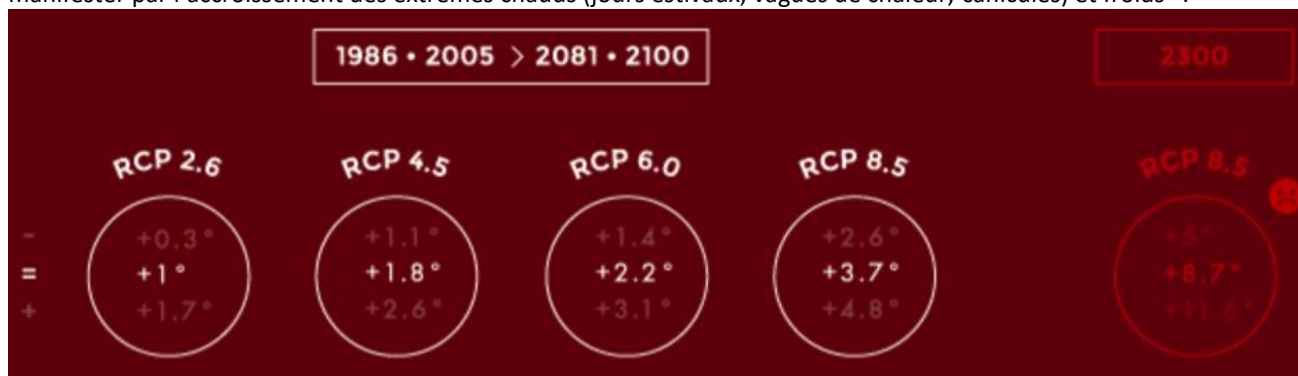 manifester par l'accroissement des extrêmes chauds (jours estivaux, vagues de chaleur, canicules) et froids
1986 • 2005 > 2081 • 2100
2300
RCP 2.6
RCP 4.5
RCP 6.0
RCP 8.5
RCP 8.5
- +0.3° +1.1° +1.4° +2.6° +5°
= +1° +1.8° +2.2° +3.7° +8.7°
+ +1.7° +2.6° +3.1° +4.8° +11.6°